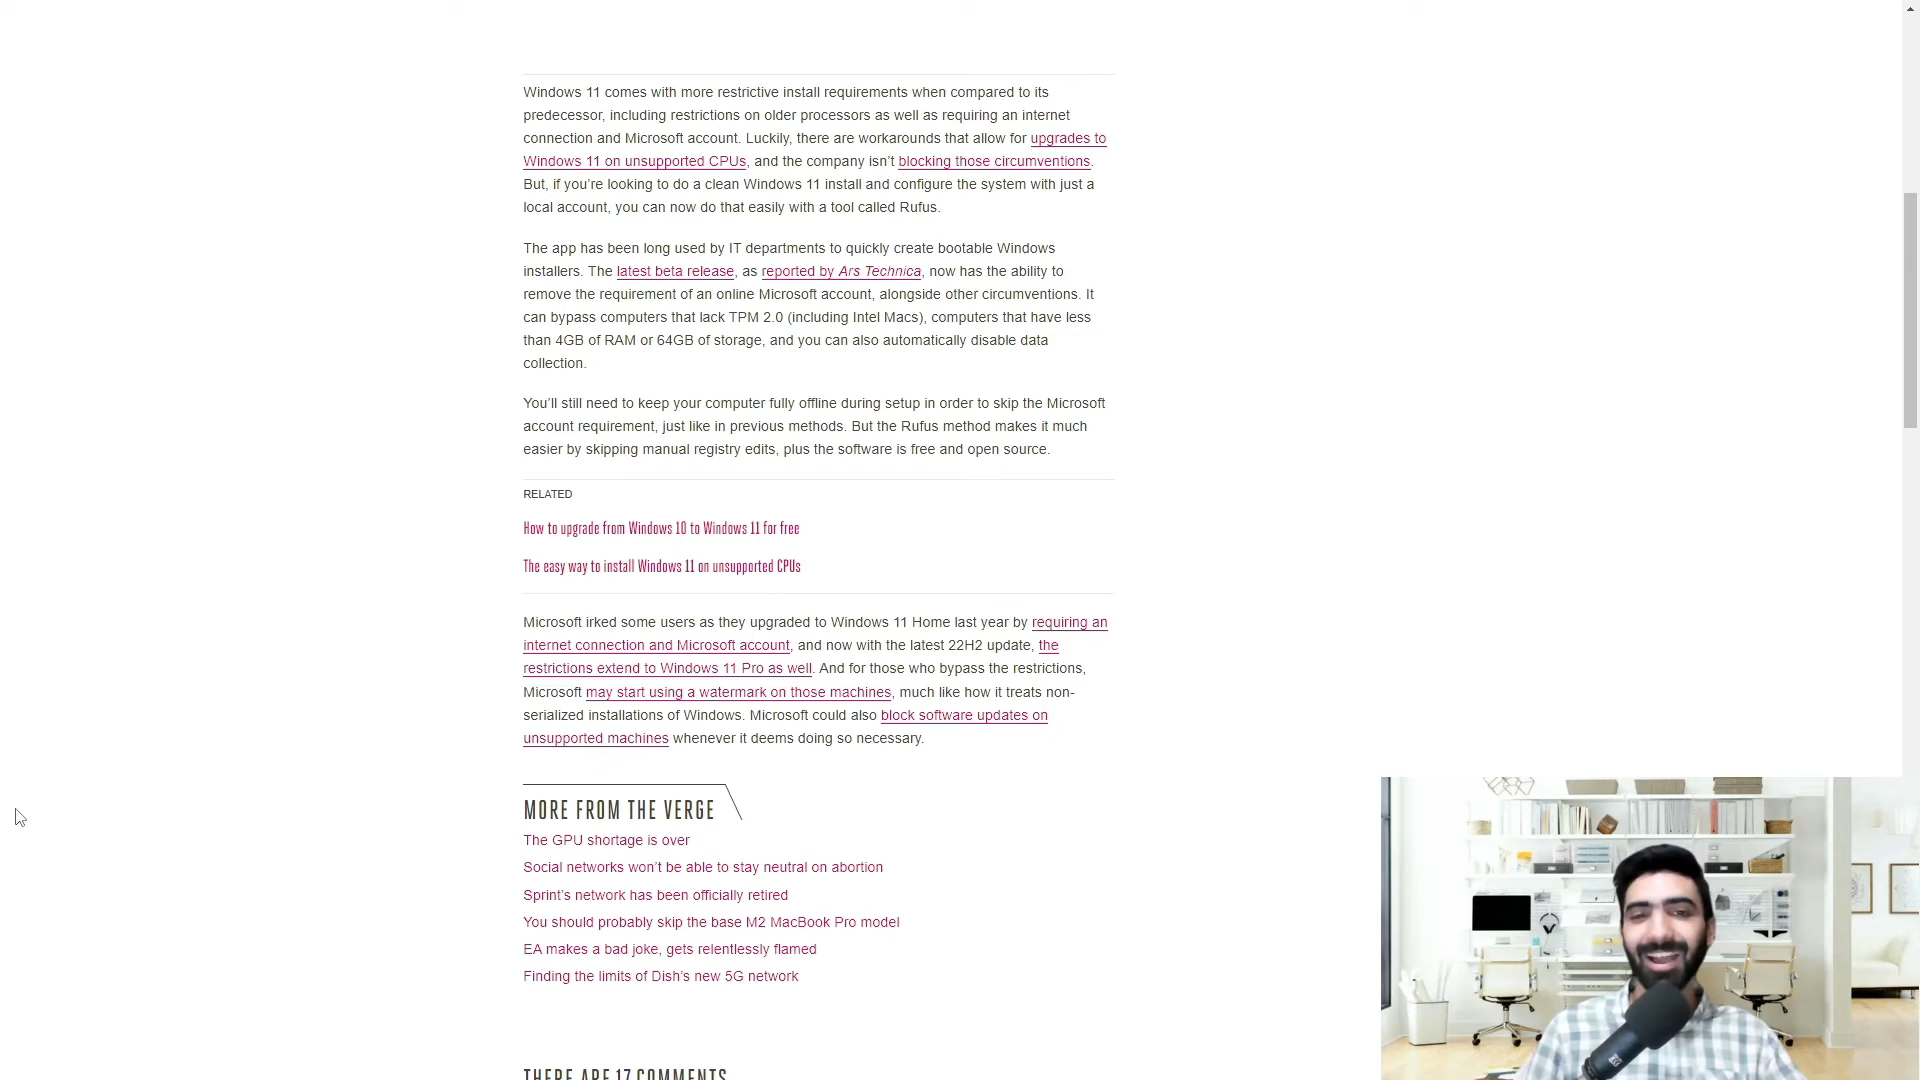 Windows 11 comes with more restrictive install requirements when compared to its
predecessor, including restrictions on older processors as well as requiring an internet
connection and Microsoft account. Luckily, there are workarounds that allow for upgrades to
Windows 11 on unsupported CPUs, and the company isn’t blocking those circumventions.
But, if you’re looking to do a clean Windows 11 install and configure the system with just a
local account, you can now do that easily with a tool called Rufus.
The app has been long used by IT departments to quickly create bootable Windows
installers. The latest beta release, as reported by Ars Technica, now has the ability to
remove the requirement of an online Microsoft account, alongside other circumventions. It
can bypass computers that lack TPM 2.0 (including Intel Macs), computers that have less
than 4GB of RAM or 64GB of storage, and you can also automatically disable data
collection.
You’ll still need to keep your computer fully offline during setup in order to skip the Microsoft
account requirement, just like in previous methods. But the Rufus method makes it much
easier by skipping manual registry edits, plus the software is free and open source.
RELATED
How to upgrade from Windows 10 to Windows 11 for free
The easy way to install Windows 11 on unsupported CPUs
Microsoft irked some users as they upgraded to Windows 11 Home last year by requiring an
internet connection and Microsoft account, and now with the latest 22H2 update, the
restrictions extend to Windows 11 Pro as well. And for those who bypass the restrictions,
Microsoft may start using a watermark on those machines, much like how it treats non-
serialized installations of Windows. Microsoft could also block software updates on
unsupported machines whenever it deems doing so necessary.
MORE FROM THE VERGE
The GPU shortage is over
Social networks won’t be able to stay neutral on abortion
Sprint’s network has been officially retired
You should probably skip the base M2 MacBook Pro model
EA makes a bad joke, gets relentlessly flamed
Finding the limits of Dish’s new 5G network
THERE ARE 17 COMMENTS